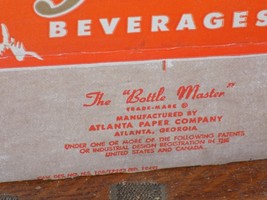 BEVERAGES
The "Bottle Master"
TRADE-MARK ®
MANUFACTURED BY
ATLANTA PAPER COMPANY
ATLANTA, GEORGIA
UNDER ONE OR MORE OF THE FOLLOWING PATENTS
OR INDUSTRIAL DESIGN REGISTRATION IN THE
UNITED STATES AND CANADA.